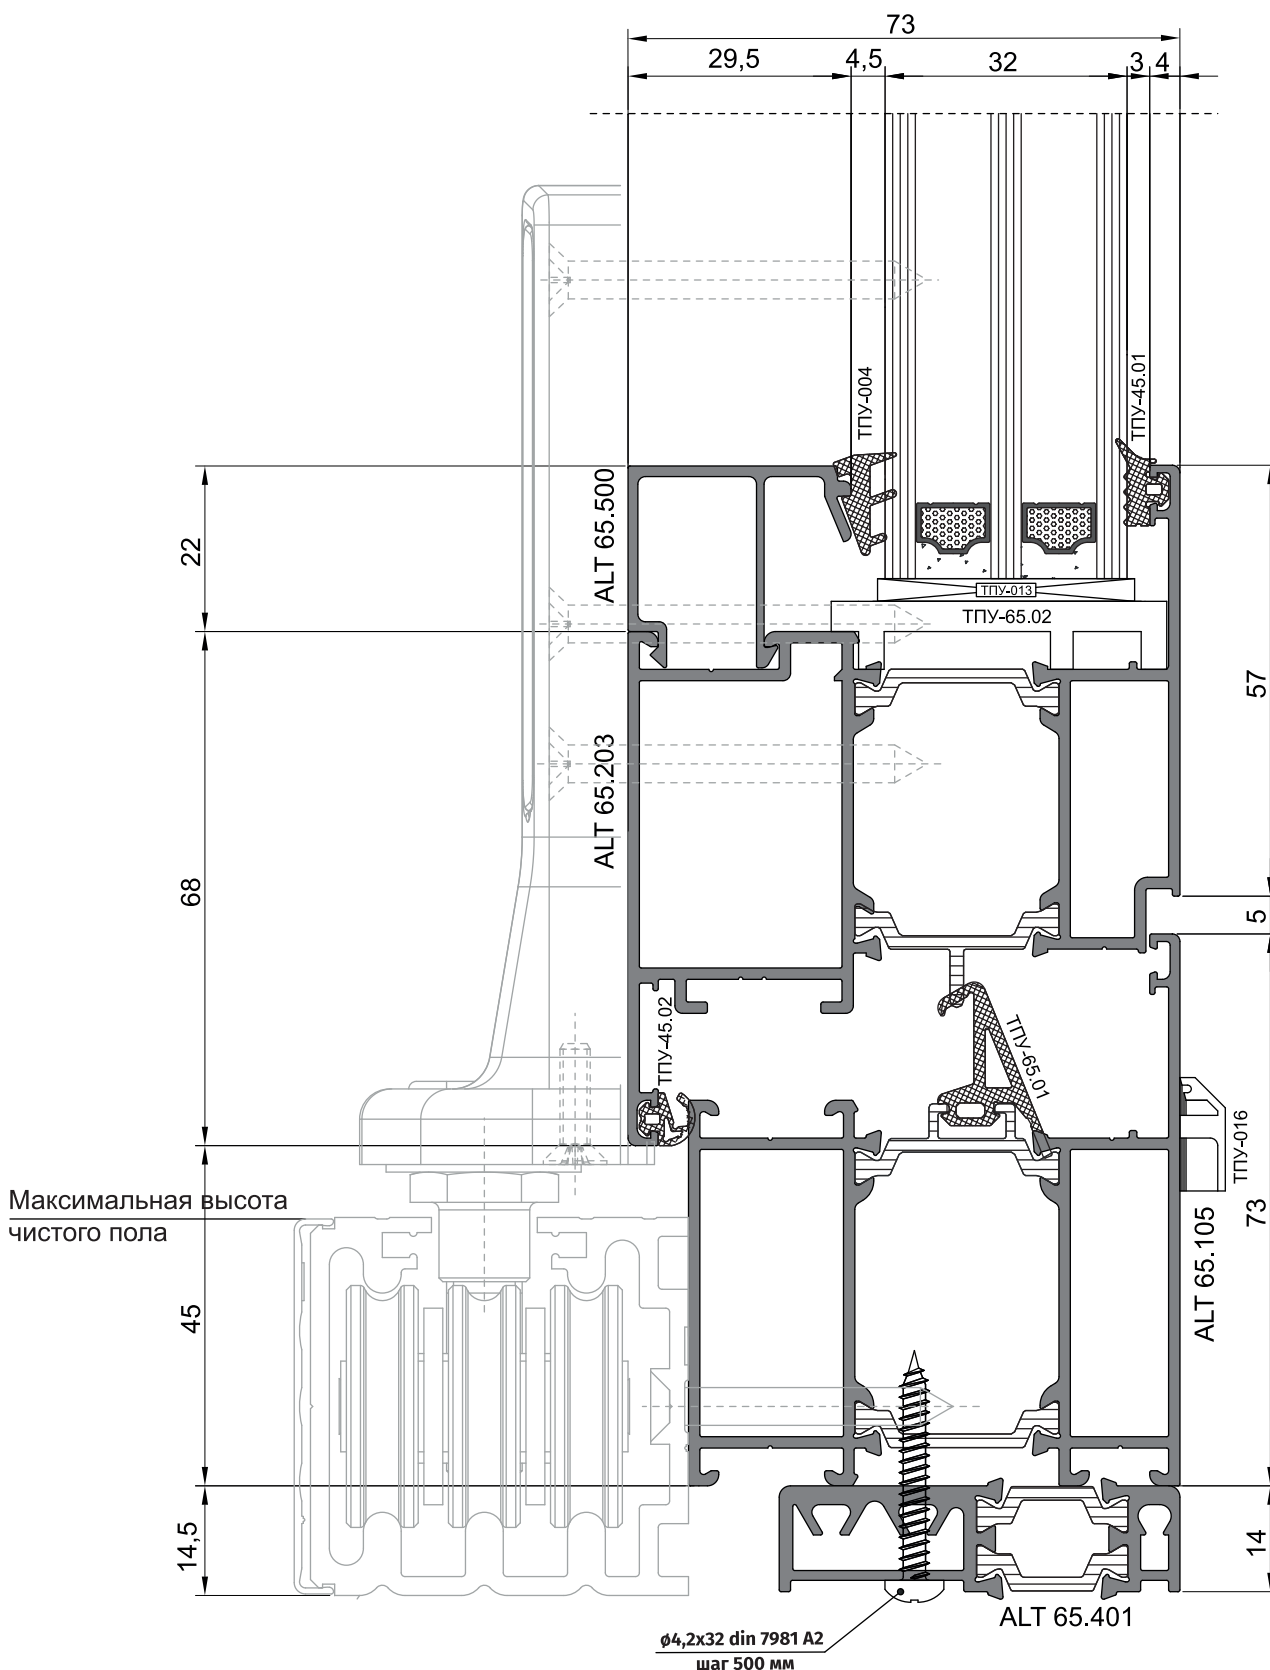 73
29,5
4,5
32
3
4
ТПУ-004
ТПУ-45.01
ALT 65.500
22
ТПУ-013
ТПУ-65.02
57
ALT 65.203
68
5
ТПУ-45.02
ТПУ-65.01
ТПУ-016
Максимальная высота
чистого пола
73
ALT 65.105
45
14,5
14
ALT 65.401
ø4,2x32 din 7981 A2
шаг 500 мм